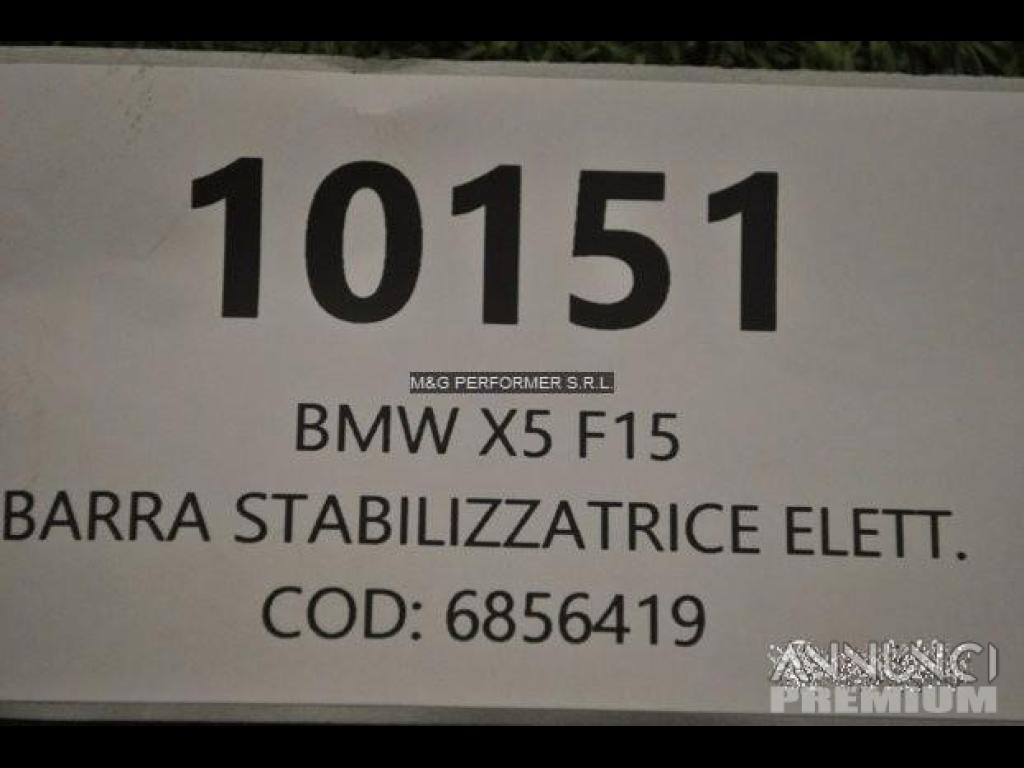 10151
M&G PERFORMER S.R.L.
BMW X5 F15
BARRA STABILIZZATRICE ELETT.
COD: 6856419
ANNUNCI
PREMIUM